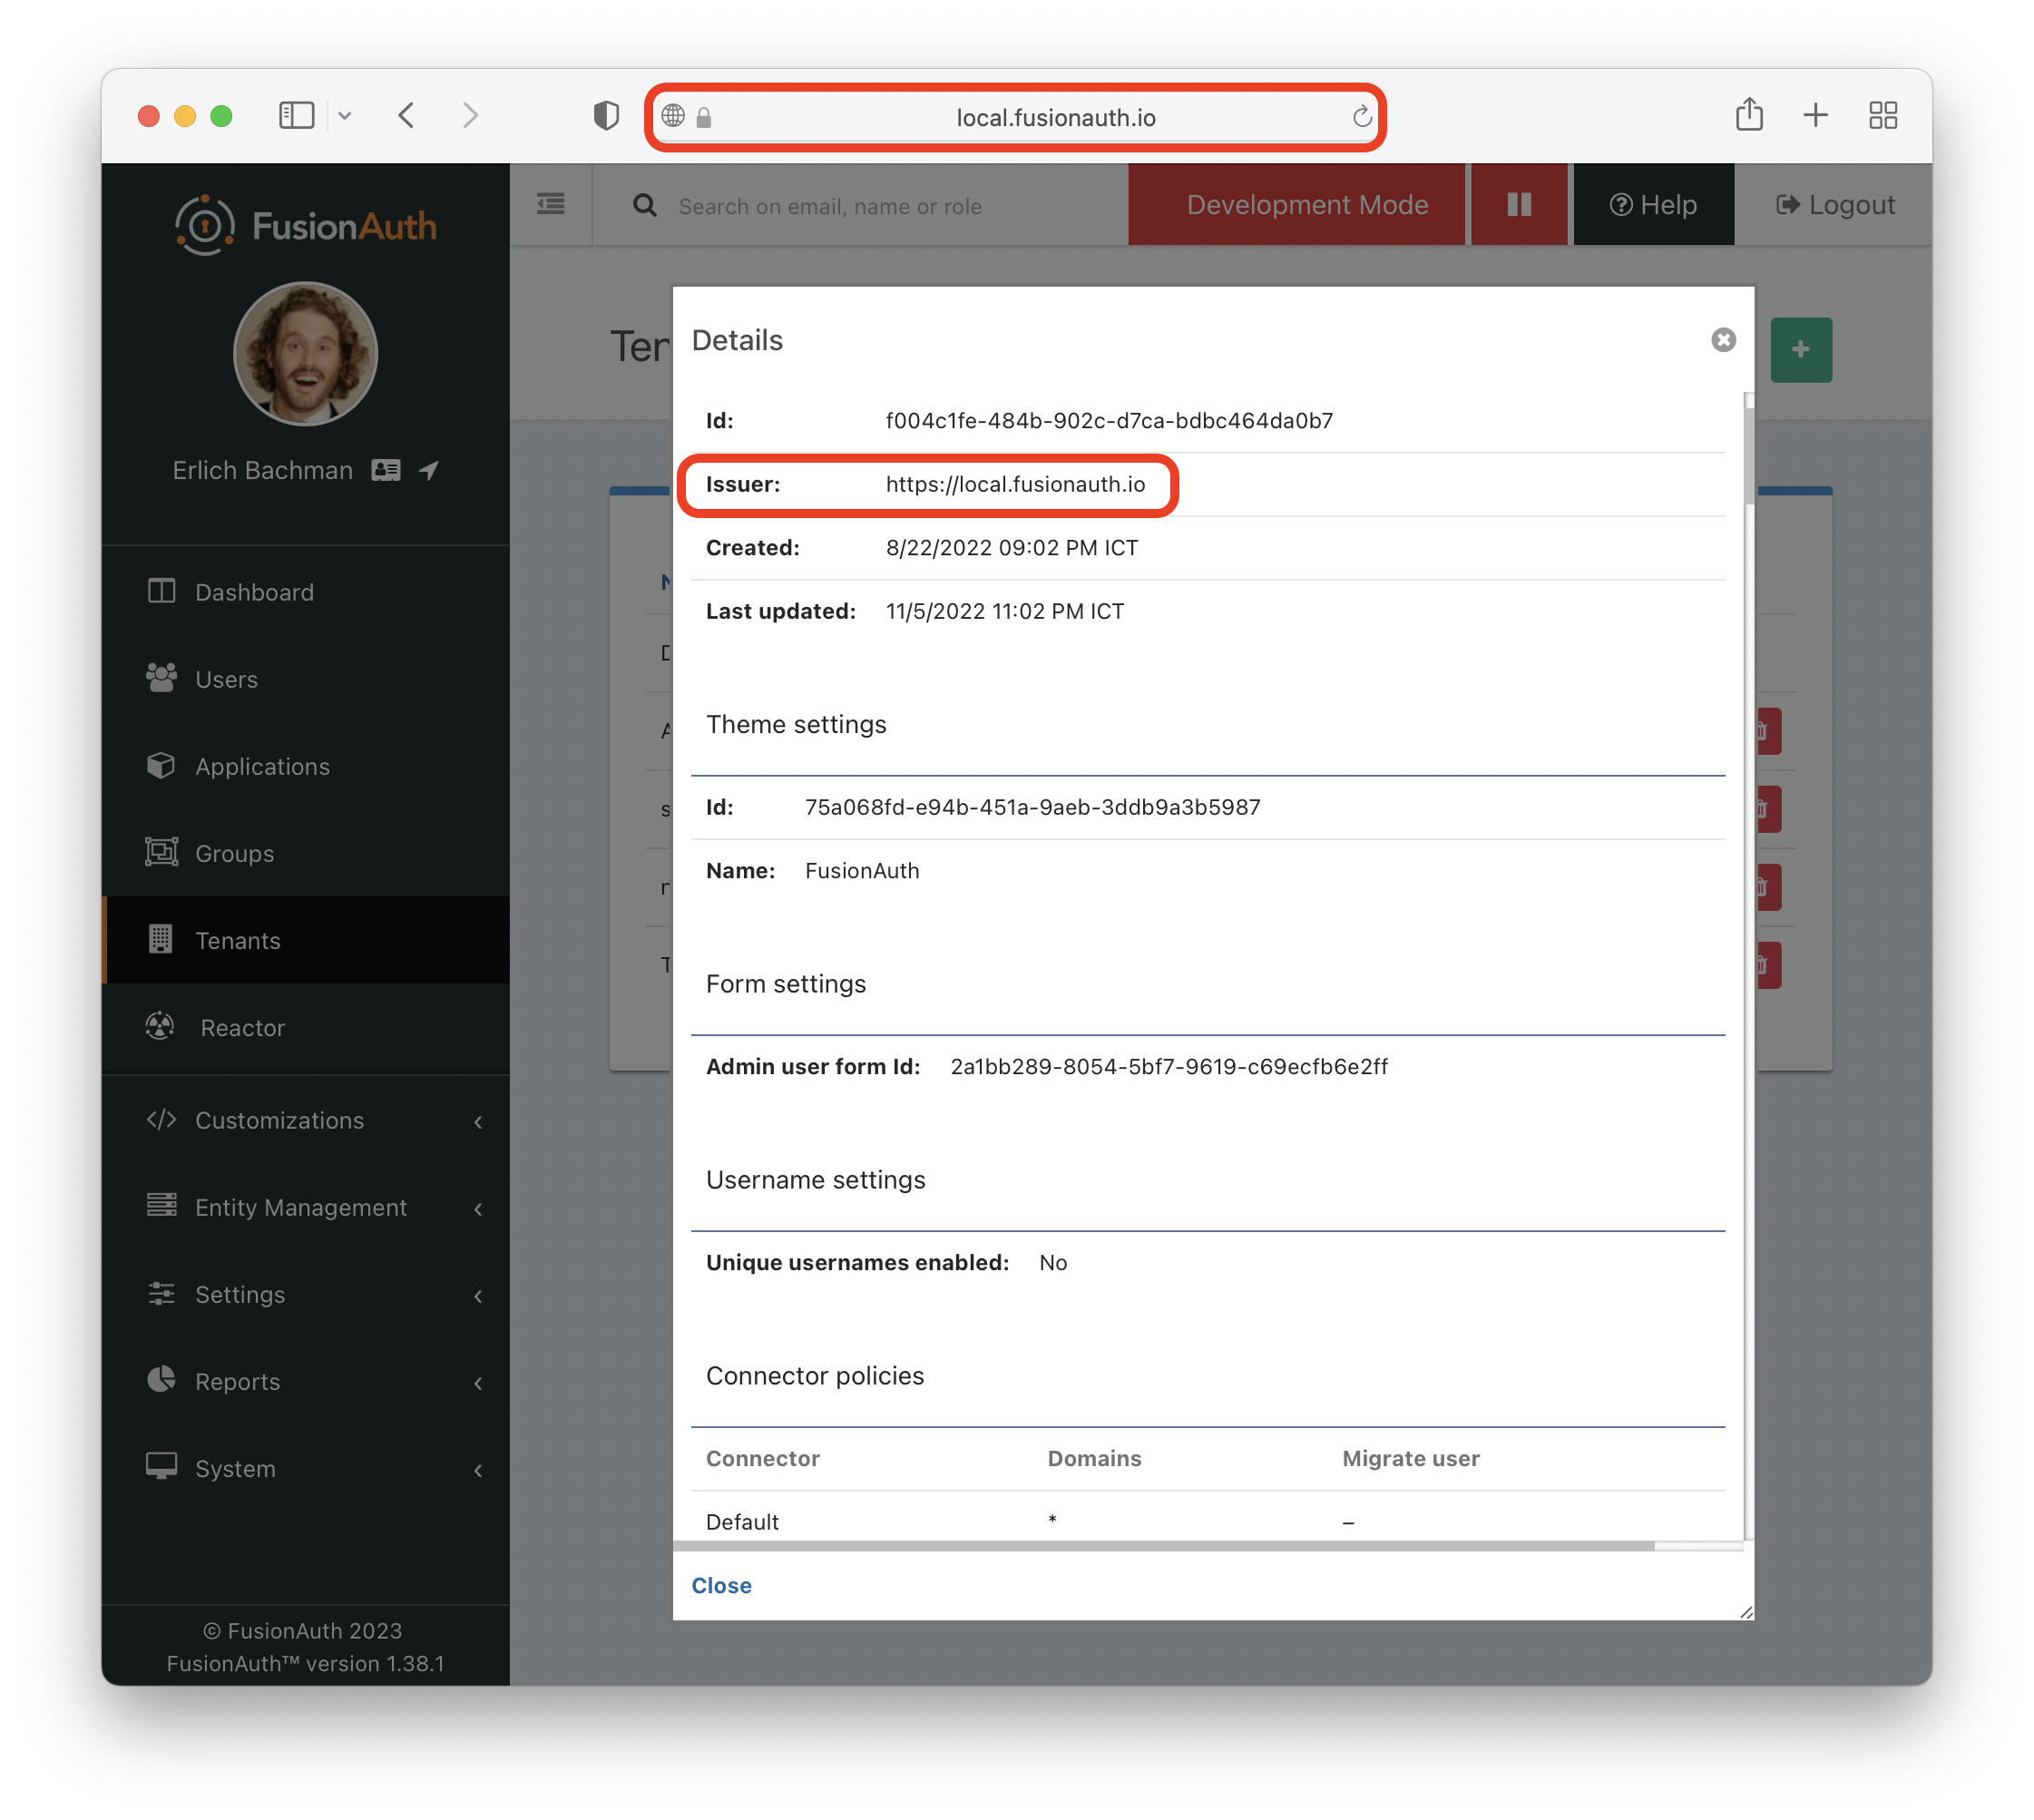 local.fusionauth.io
FusionAuth
Search on email, name or role
Development Mode
Help
Logout
Erlich Bachman
Dashboard
Users
Applications
Groups
Tenants
Reactor
Customizations
Entity Management
Settings
Reports
System
© FusionAuth 2023
FusionAuth™ version 1.38.1
Details
Id: f004c1fe-484b-902c-d7ca-bdbc464da0b7
Issuer: https://local.fusionauth.io
Created: 8/22/2022 09:02 PM ICT
Last updated: 11/5/2022 11:02 PM ICT
Theme settings
Id: 75a068fd-e94b-451a-9aeb-3ddb9a3b5987
Name: FusionAuth
Form settings
Admin user form Id: 2a1bb289-8054-5bf7-9619-c69ecfb6e2ff
Username settings
Unique usernames enabled: No
Connector policies
Connector Domains Migrate user
Default * –
Close